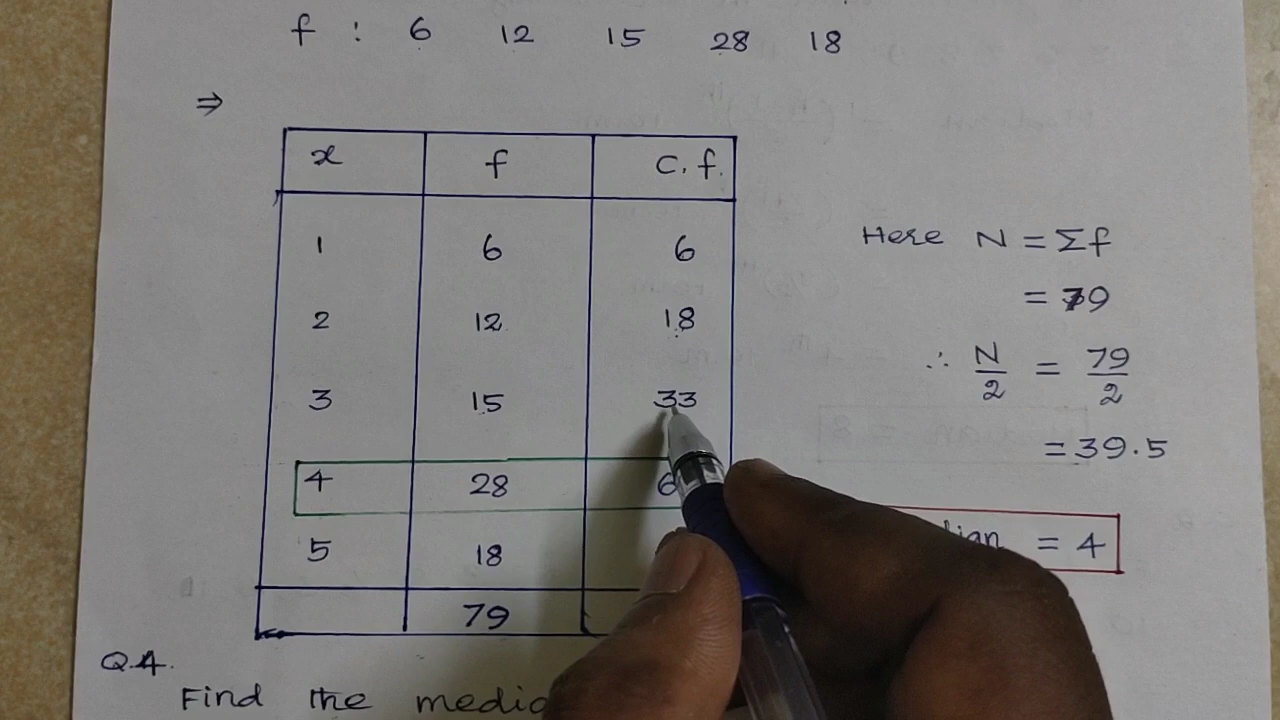 f : 6 12 15 28 18
⇒
x f C.f.
1 6 6
2 12 18
3 15 33
4 28
5 18
79
Here N = Σf
= 79
∴ N/2 = 79/2
= 39.5
= 4
Q.4.
Find the